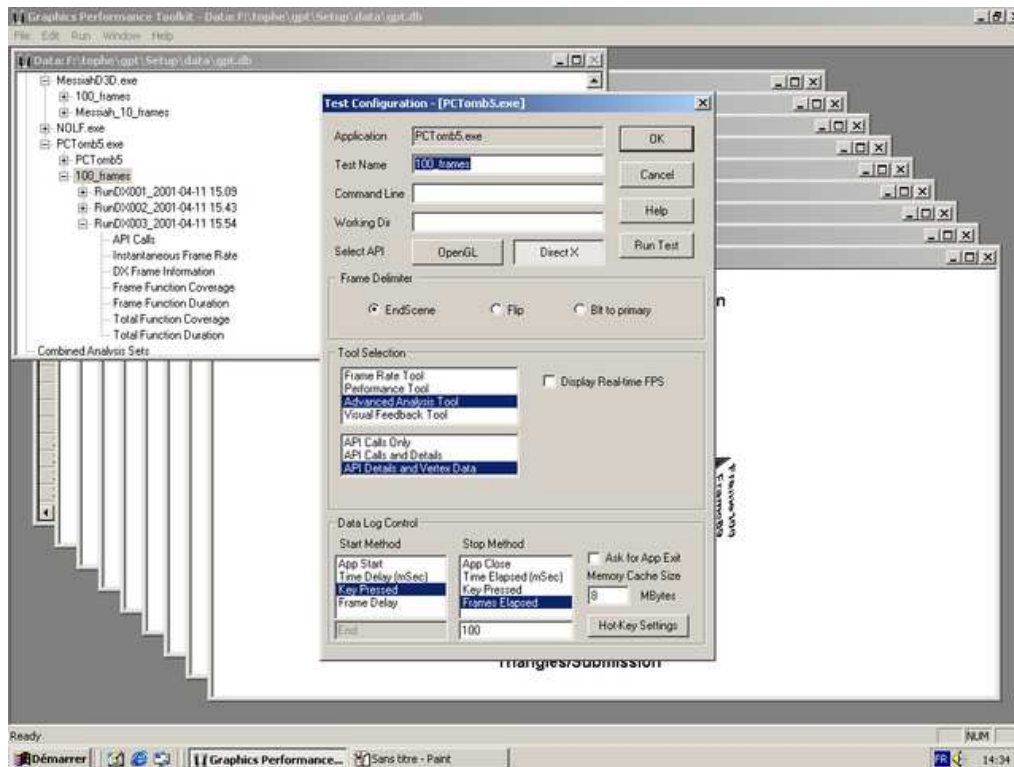 Graphics Performance Toolkit - Data: F:\tophe\gpt\Setup\data\gpt.db
File Edit Run Window Help
Data: F:\tophe\gpt\Setup\data\gpt.db
MessiahD3D.exe
100_frames
Messiah_10_frames
NOLF.exe
PCTomb5.exe
PCTomb5
100_frames
RunDX001_2001-04-11 15.09
RunDX002_2001-04-11 15.43
RunDX003_2001-04-11 15.54
API Calls
Instantaneous Frame Rate
DX Frame Information
Frame Function Coverage
Frame Function Duration
Total Function Coverage
Total Function Duration
Combined Analysis Sets
Test Configuration - [PCTomb5.exe]
Application PCTomb5.exe OK
Test Name 100_frames Cancel
Command Line
Working Dir Help
Select API OpenGL Direct X Run Test
Frame Delimiter
EndScene Flip Blt to primary
Tool Selection
Frame Rate Tool
Performance Tool
Advanced Analysis Tool
Visual Feedback Tool
Display Real-time FPS
API Calls Only
API Calls and Details
API Details and Vertex Data
Data Log Control
Start Method
App Start
Time Delay (mSec)
Key Pressed
Frame Delay
End
Stop Method
App Close
Time Elapsed (mSec)
Key Pressed
Frames Elapsed
100
Ask for App Exit
Memory Cache Size
8 MBytes
Hot-Key Settings
n
Frame100
Frame89
Triangles/Submission
Ready NUM
Démarrer Graphics Performance... Sans titre - Paint FR 14:34